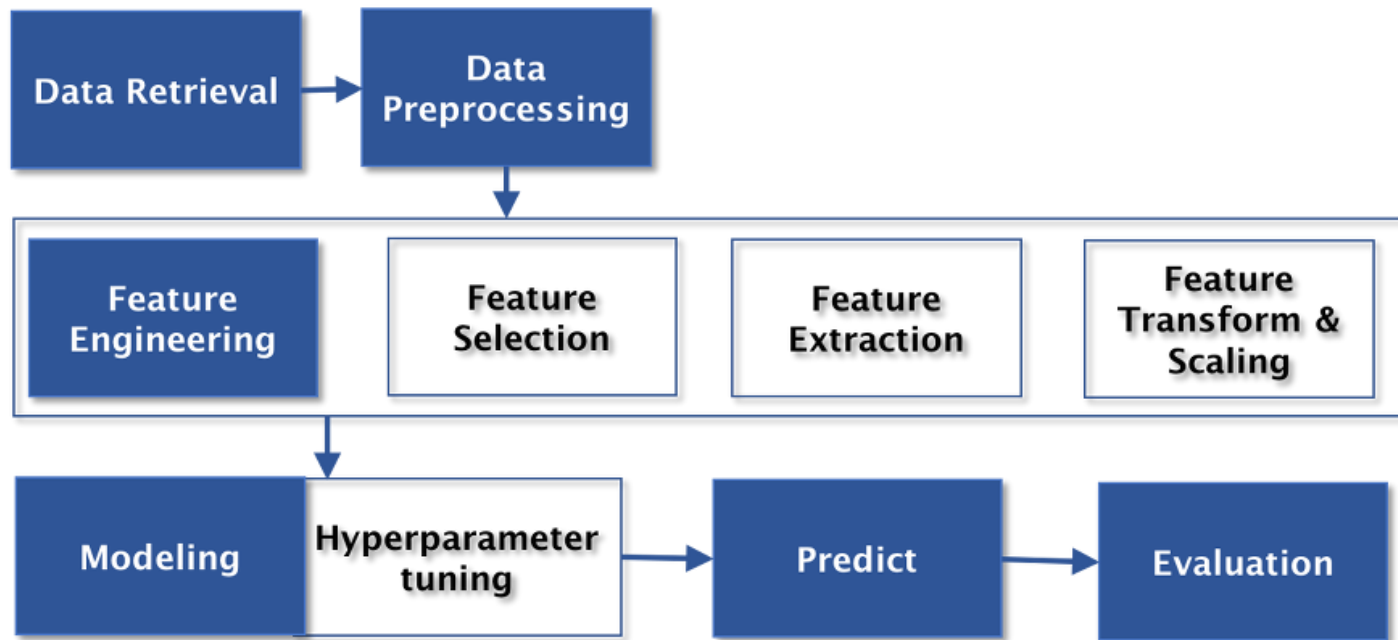 Data Retrieval
Data
Preprocessing
Feature
Engineering
Feature
Selection
Feature
Extraction
Feature
Transform &
Scaling
Modeling
Hyperparameter
tuning
Predict
Evaluation